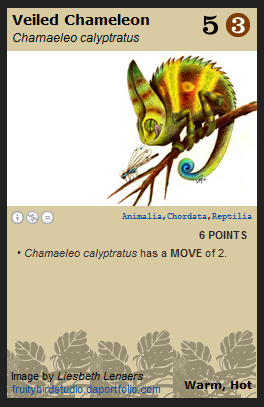 Veiled Chameleon 5 3
Chamaeleo calyptratus
Animalia,Chordata,Reptilia
6 POINTS
• Chamaeleo calyptratus has a MOVE of 2.
Image by Liesbeth Lenaers
fruitybirdstudio.daportfolio.com
Warm, Hot